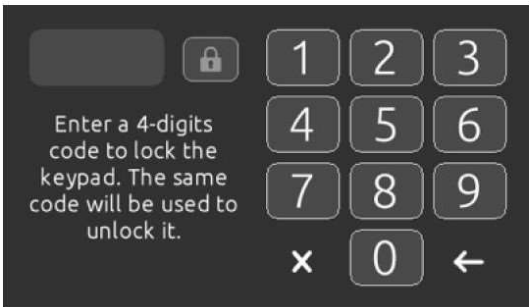 1 2 3
Enter a 4-digits
code to lock the
keypad. The same
code will be used to
unlock it.
4 5 6
7 8 9
x 0 ←